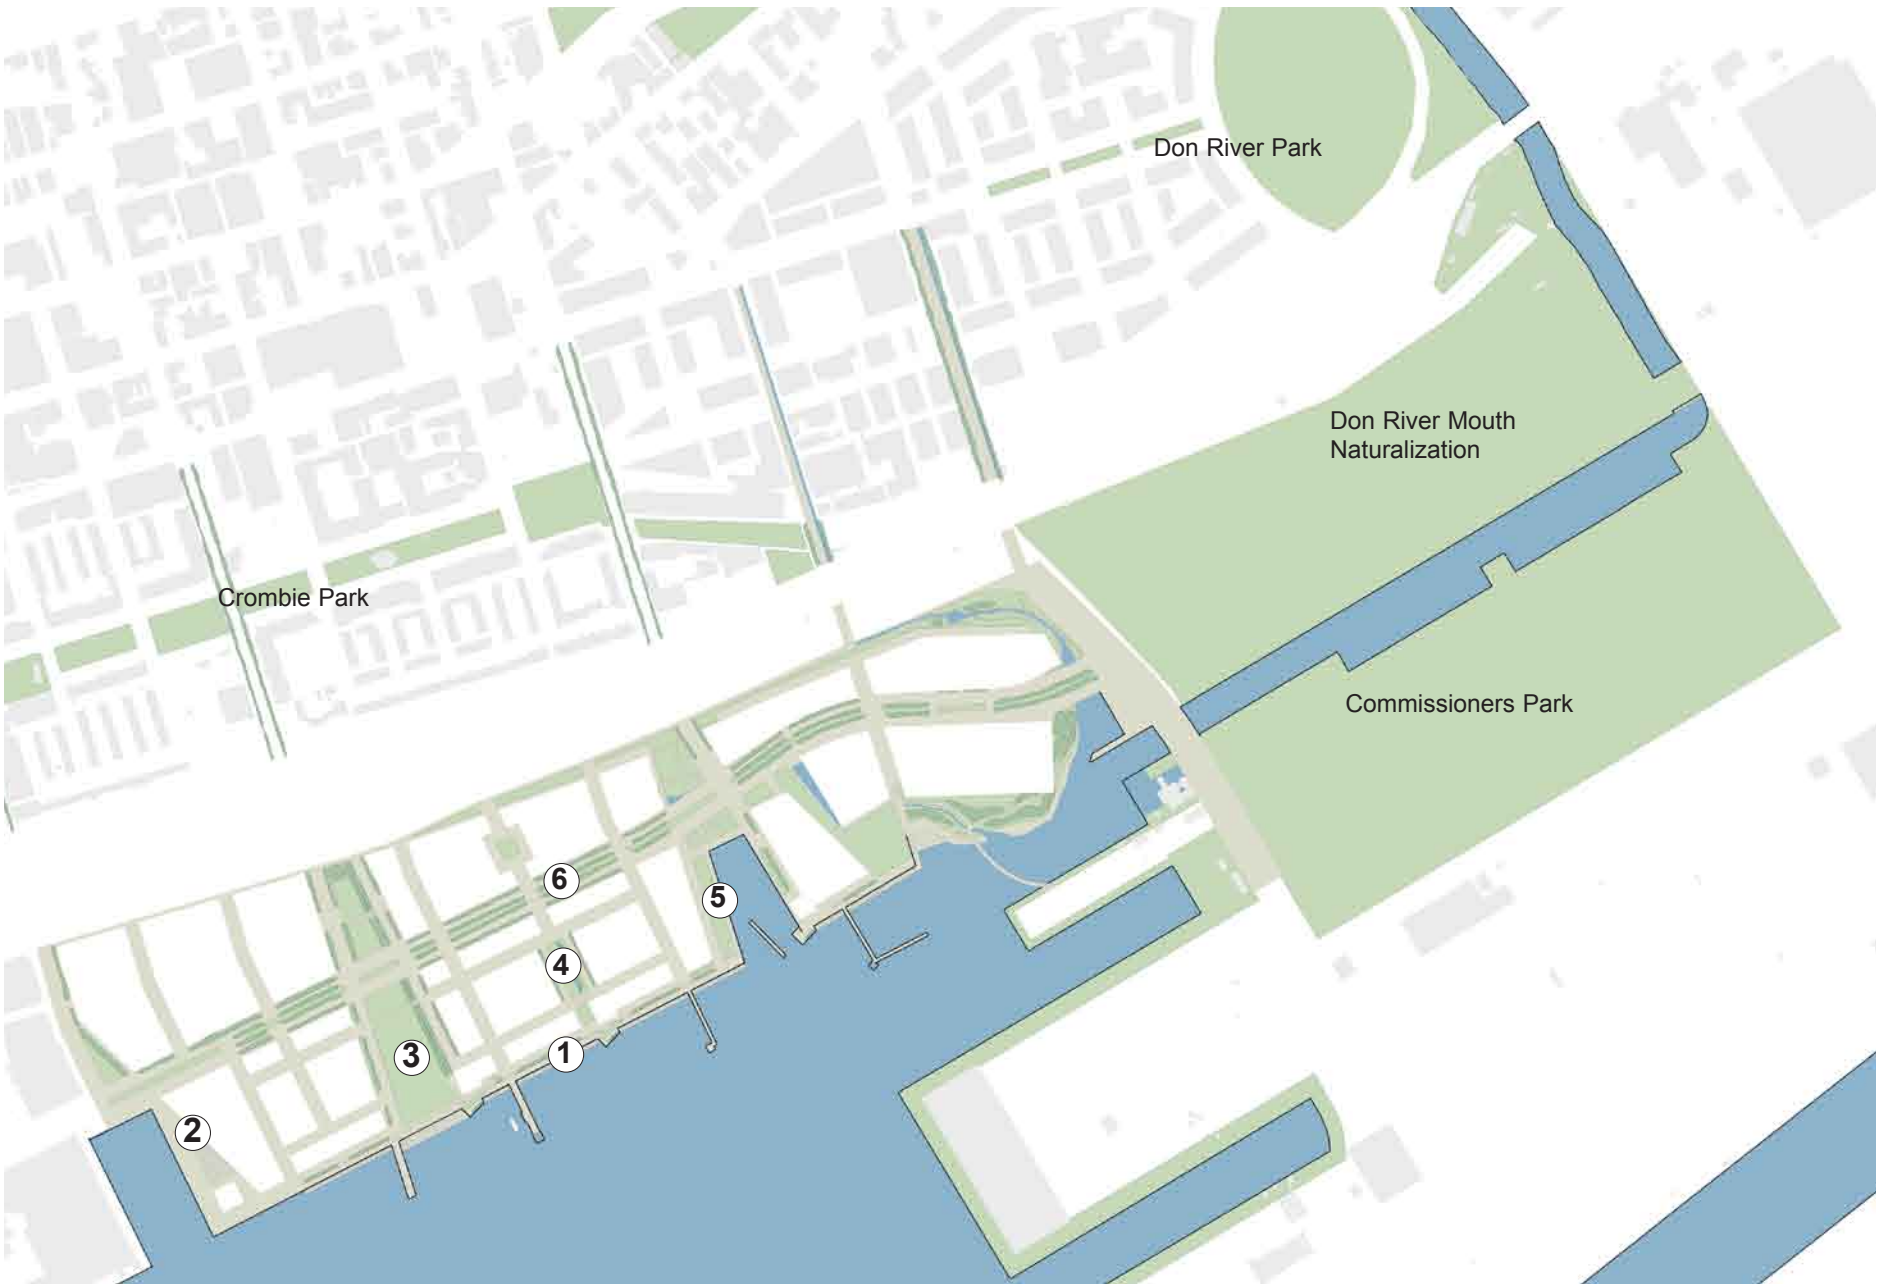 Don River Park
Don River Mouth
Naturalization
Crombie Park
Commissioners Park
6
5
4
1
3
2